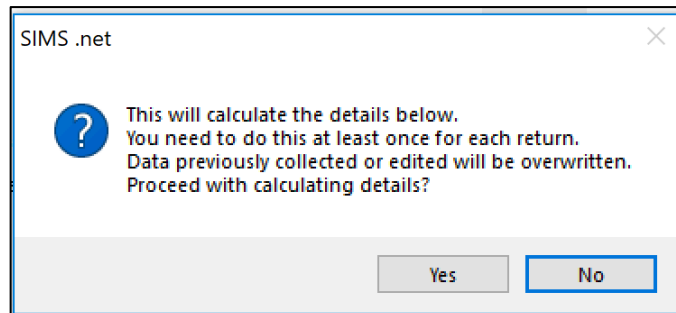 SIMS .net
?
This will calculate the details below.
You need to do this at least once for each return.
Data previously collected or edited will be overwritten.
Proceed with calculating details?
Yes
No